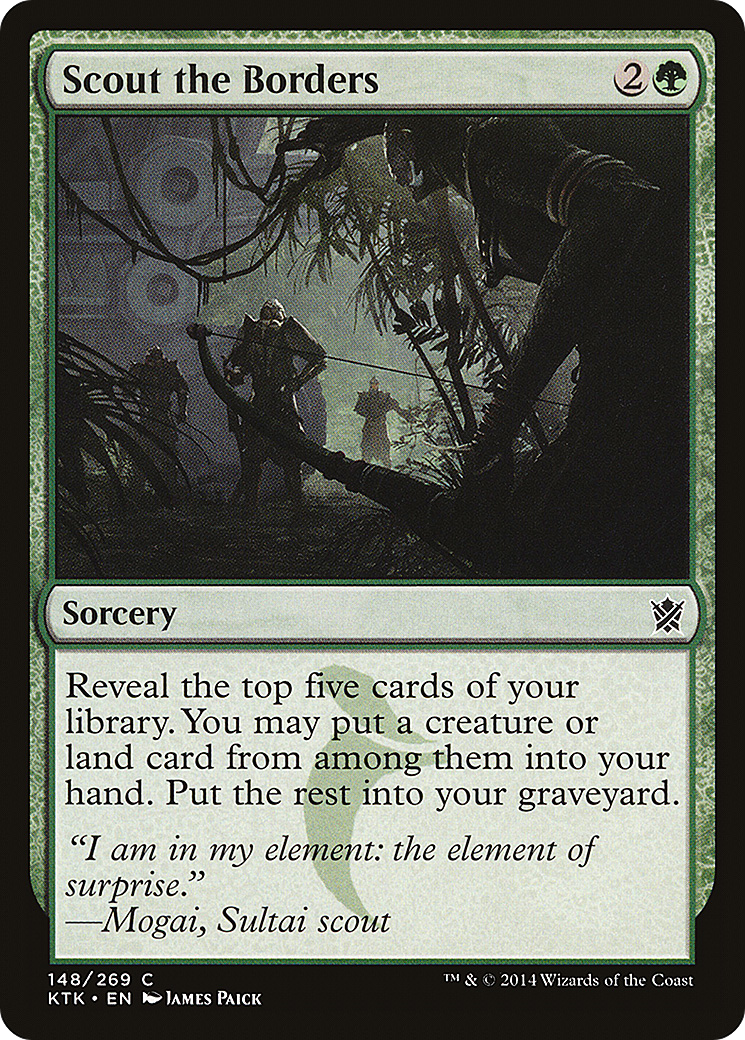 Scout the Borders
2
Sorcery
Reveal the top five cards of your
library. You may put a creature or
land card from among them into your
hand. Put the rest into your graveyard.
“I am in my element: the element of
surprise.”
—Mogai, Sultai scout
148/269 C
KTK • EN JAMES PAICK
™ & © 2014 Wizards of the Coast